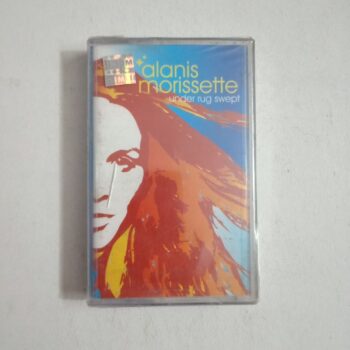 alanis
morissette
under rug swept